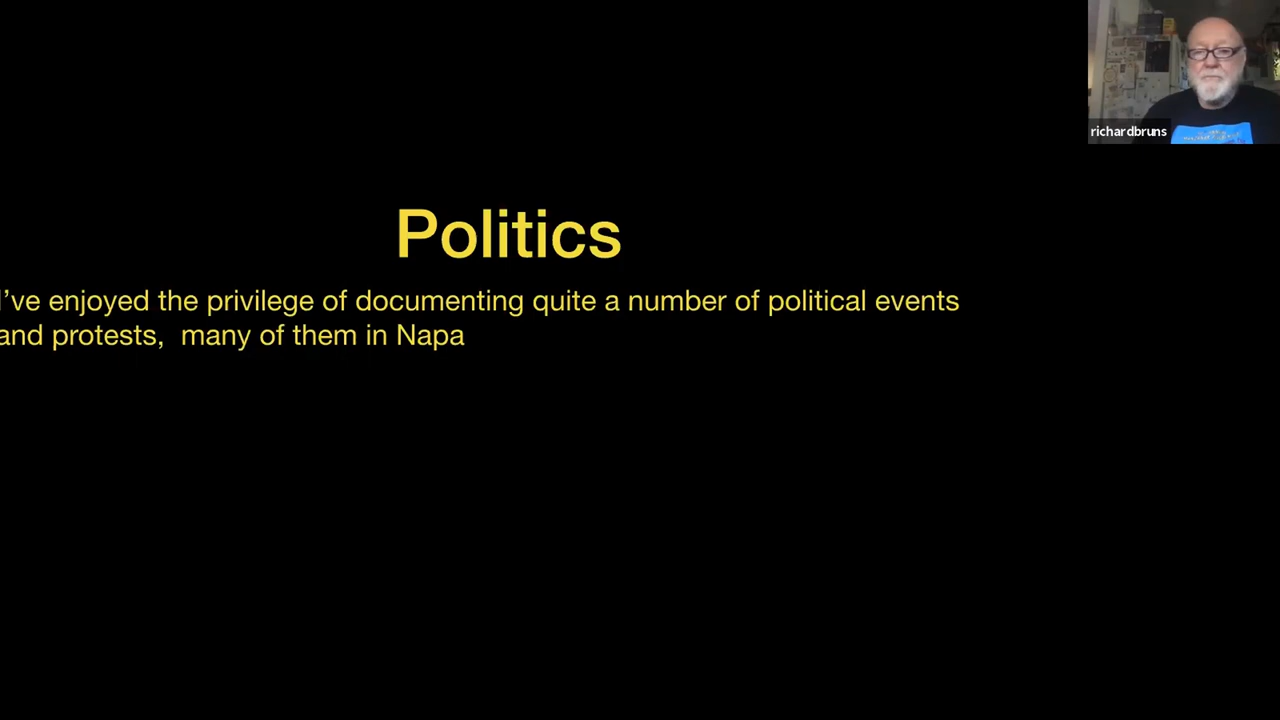 Politics
I've enjoyed the privilege of documenting quite a number of political events
and protests,  many of them in Napa
richardbruns